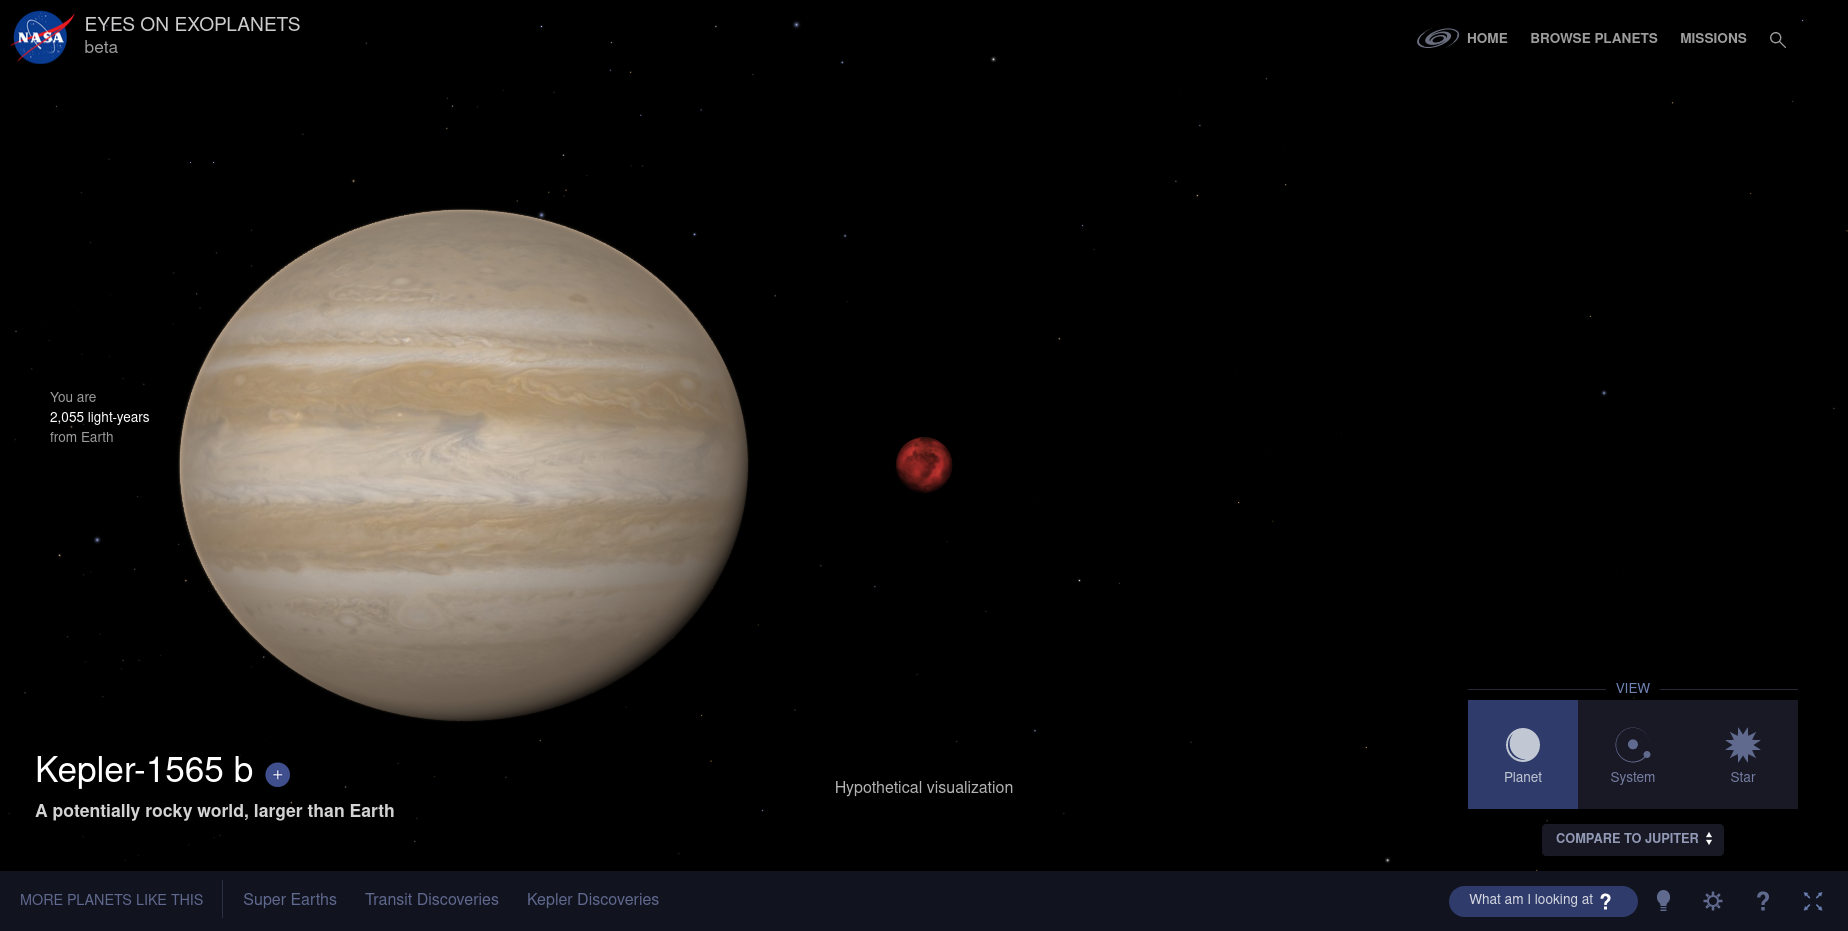 NASA
EYES ON EXOPLANETS
beta
HOME
BROWSE PLANETS
MISSIONS
You are
2,055 light-years
from Earth
Kepler-1565 b +
A potentially rocky world, larger than Earth
Hypothetical visualization
VIEW
Planet
System
Star
COMPARE TO JUPITER
MORE PLANETS LIKE THIS
Super Earths
Transit Discoveries
Kepler Discoveries
What am I looking at ?
?